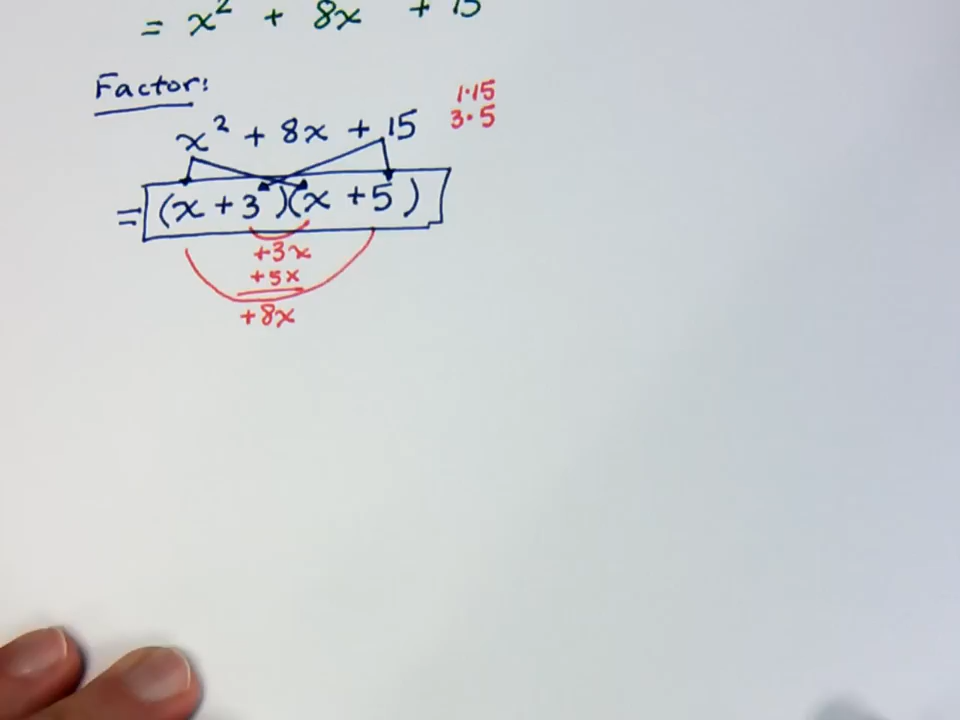 = x² + 8x + 15
Factor:
x² + 8x + 15
1·15
3·5
= (x + 3)(x + 5)
+3x
+5x
+8x